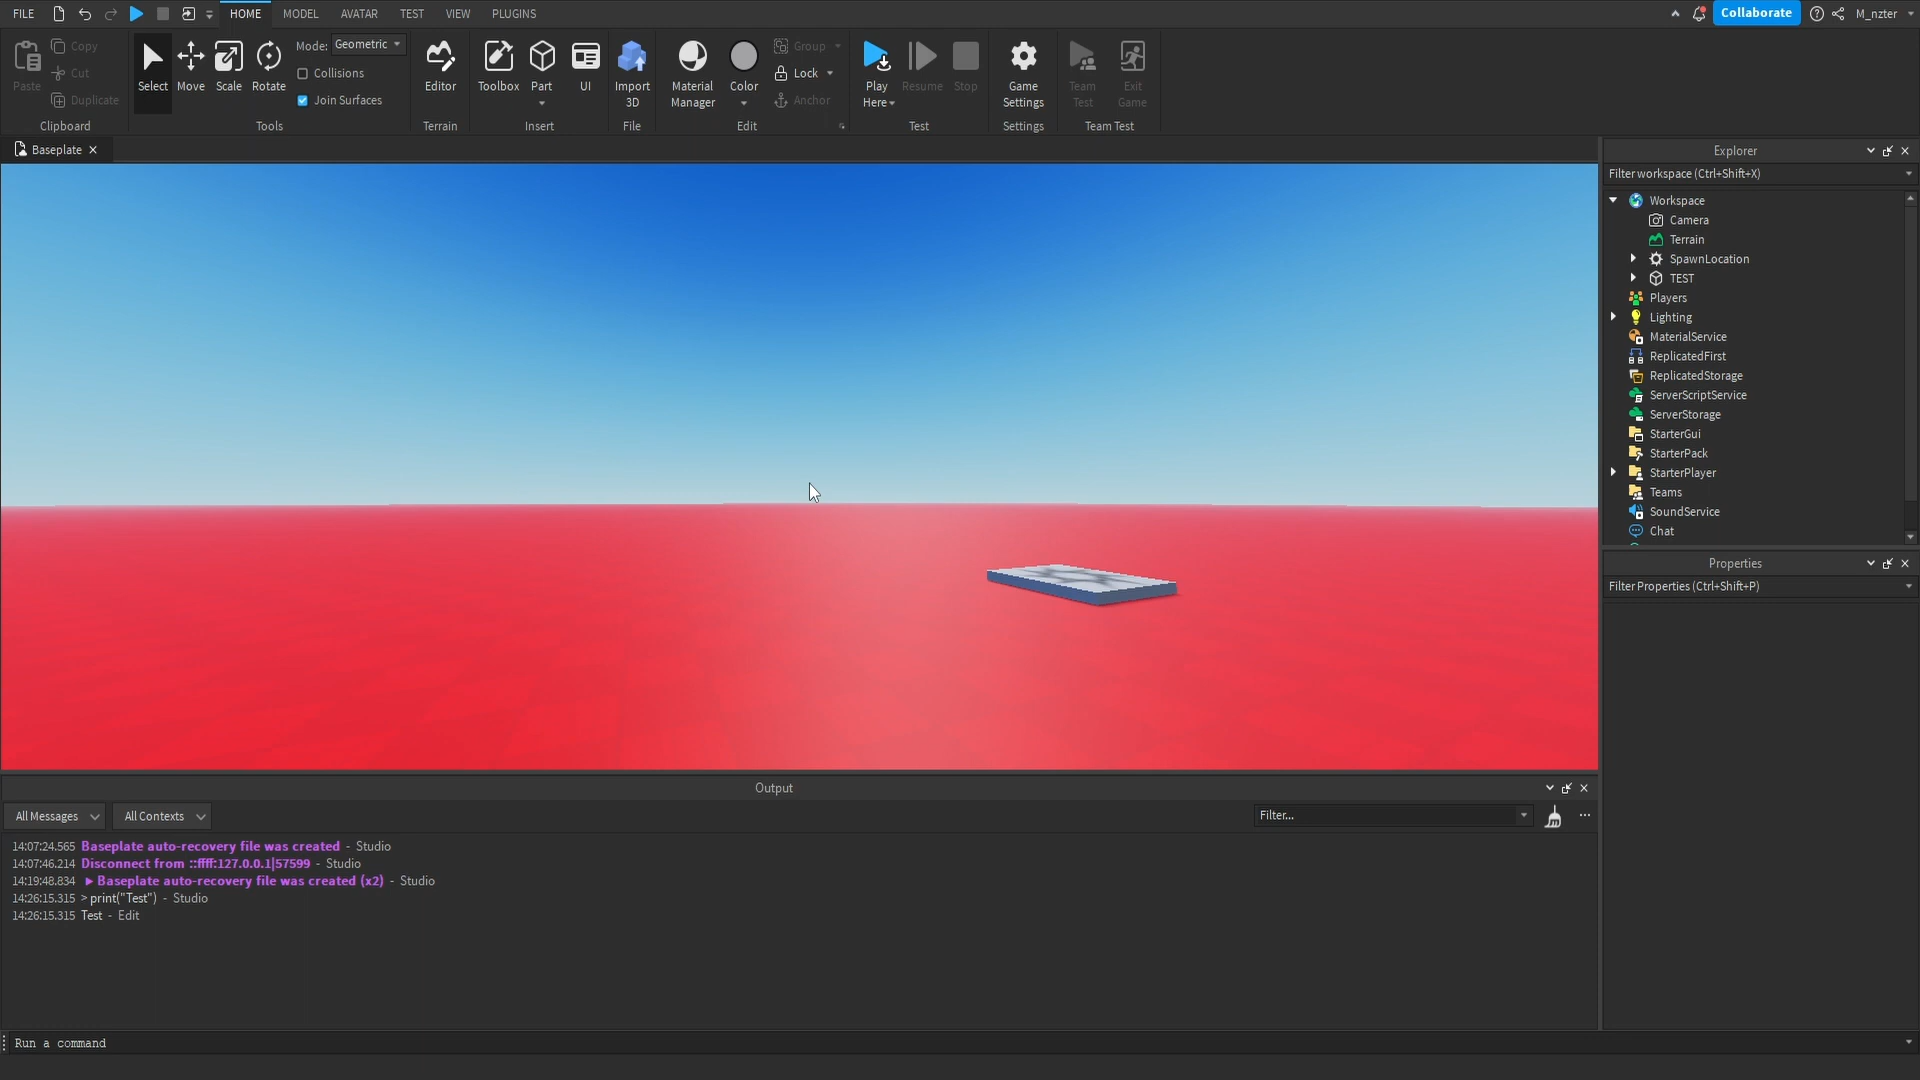 FILE HOME MODEL AVATAR TEST VIEW PLUGINS Collaborate M_nzter
Paste Copy Cut Duplicate
Clipboard
Select Move Scale Rotate
Mode: Geometric
Collisions
Join Surfaces
Tools
Editor
Terrain
Toolbox Part UI
Insert
Import
3D
File
Material
Manager
Color
Group
Lock
Anchor
Edit
Play
Here
Resume Stop
Test
Game
Settings
Settings
Team
Test
Exit
Game
Team Test
Baseplate
Explorer
Filter workspace (Ctrl+Shift+X)
Workspace
Camera
Terrain
SpawnLocation
TEST
Players
Lighting
MaterialService
ReplicatedFirst
ReplicatedStorage
ServerScriptService
ServerStorage
StarterGui
StarterPack
StarterPlayer
Teams
SoundService
Chat
Properties
Filter Properties (Ctrl+Shift+P)
Output
All Messages All Contexts Filter...
14:07:24.565 Baseplate auto-recovery file was created - Studio
14:07:46.214 Disconnect from ::ffff:127.0.0.1|57599 - Studio
14:19:48.834 Baseplate auto-recovery file was created (x2) - Studio
14:26:15.315 > print("Test") - Studio
14:26:15.315 Test - Edit
Run a command